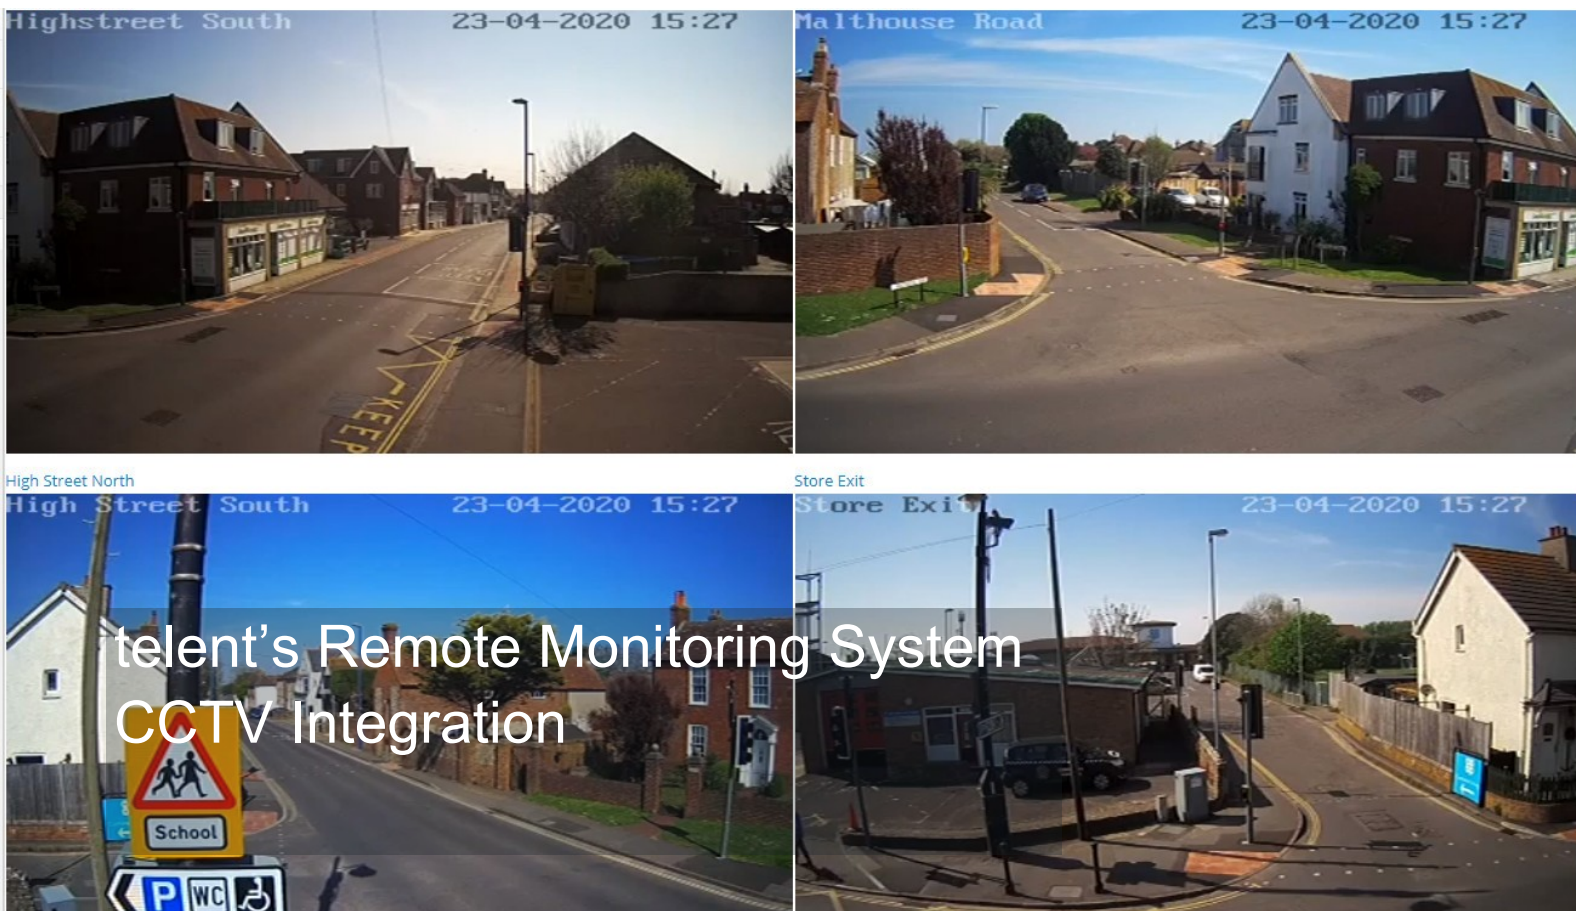 Highstreet South 23-04-2020 15:27
Malthouse Road 23-04-2020 15:27
KEEP
High Street North
Store Exit
High Street South 23-04-2020 15:27
Store Exit 23-04-2020 15:27
telent’s Remote Monitoring System
CCTV Integration
School
P WC